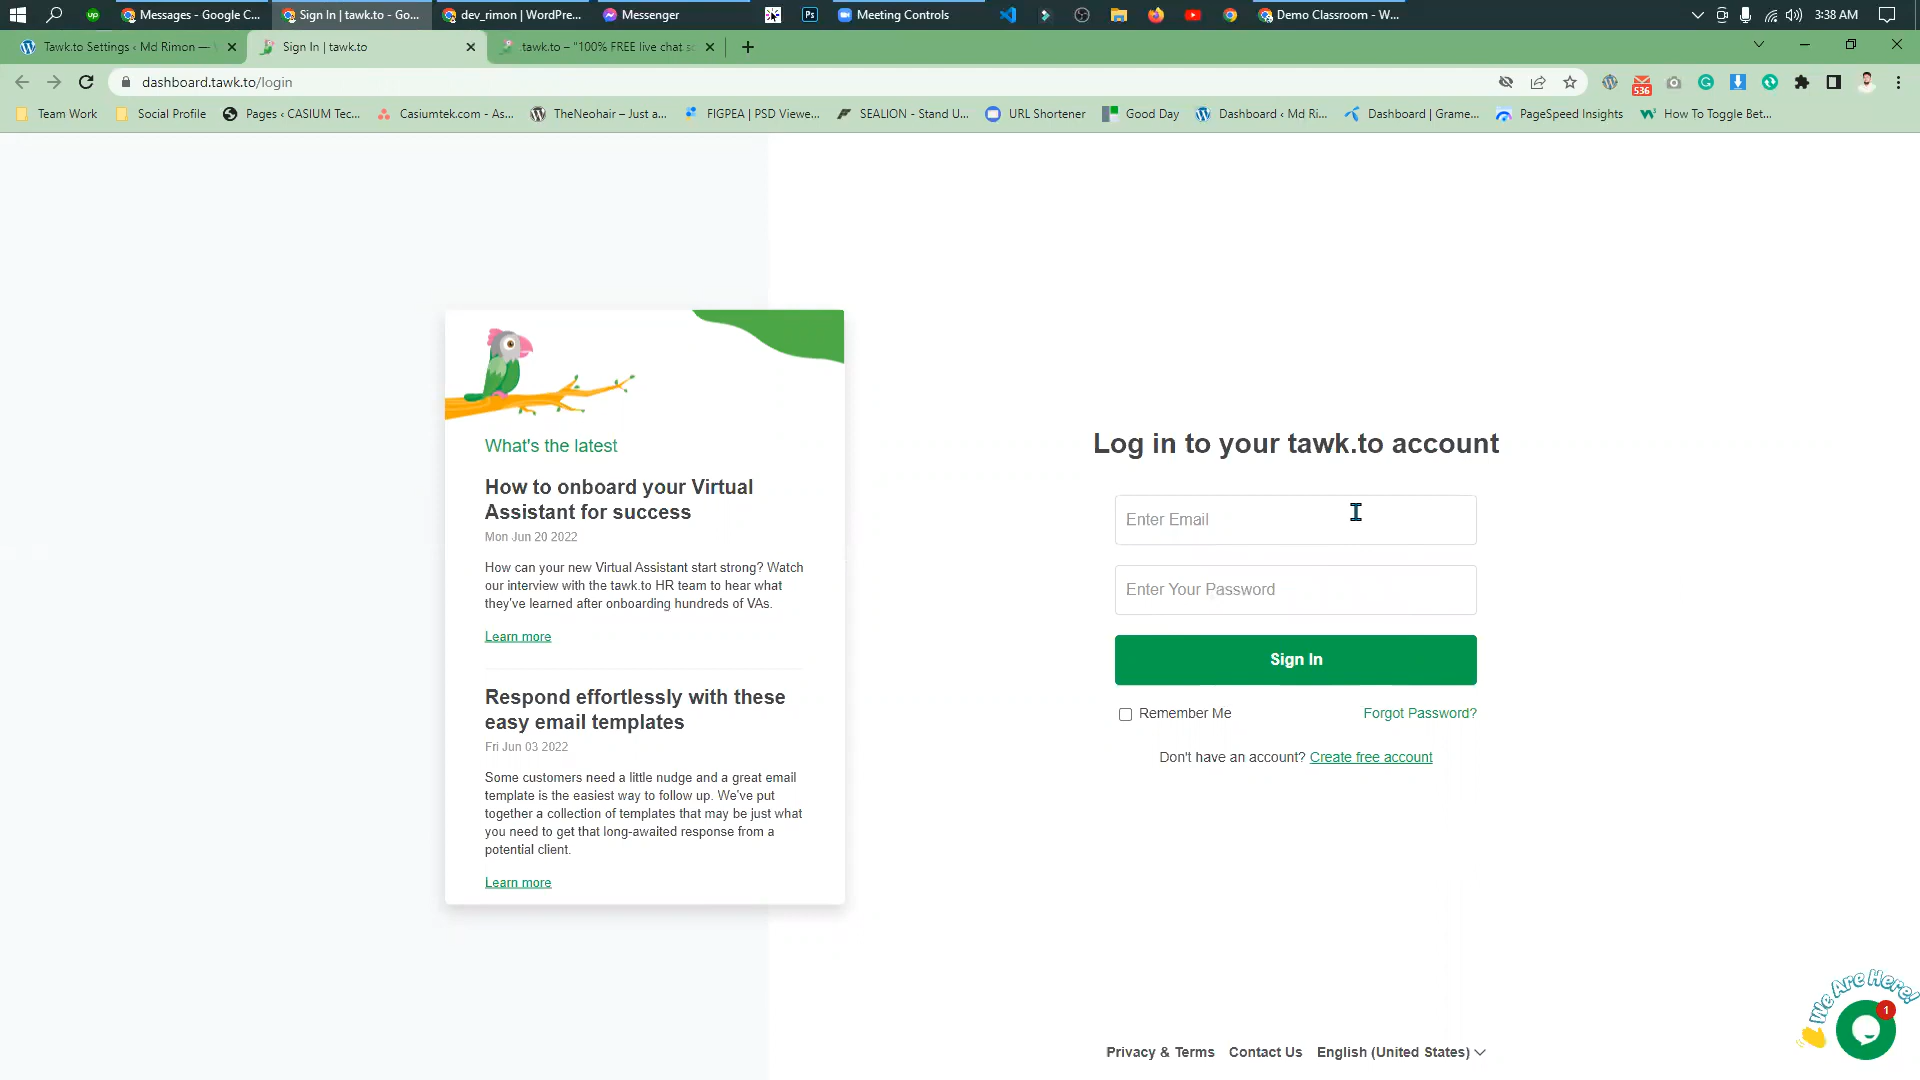 Messages - Google C...
Sign In | tawk.to - Go...
dev_rimon | WordPre...
Messenger
Meeting Controls
Demo Classroom - W...
3:38 AM
Tawk.to Settings ‹ Md Rimon —
Sign In | tawk.to
tawk.to – "100% FREE live chat so
dashboard.tawk.to/login
536
Team Work
Social Profile
Pages ‹ CASIUM Tec...
Casiumtek.com - As...
TheNeohair – Just a...
FIGPEA | PSD Viewe...
SEALION - Stand U...
URL Shortener
Good Day
Dashboard ‹ Md Ri...
Dashboard | Grame...
PageSpeed Insights
How To Toggle Bet...
What's the latest
How to onboard your Virtual
Assistant for success
Mon Jun 20 2022
How can your new Virtual Assistant start strong? Watch
our interview with the tawk.to HR team to hear what
they've learned after onboarding hundreds of VAs.
Learn more
Respond effortlessly with these
easy email templates
Fri Jun 03 2022
Some customers need a little nudge and a great email
template is the easiest way to follow up. We've put
together a collection of templates that may be just what
you need to get that long-awaited response from a
potential client.
Learn more
Log in to your tawk.to account
Enter Email
Enter Your Password
Sign In
Remember Me
Forgot Password?
Don't have an account? Create free account
Privacy & Terms
Contact Us
English (United States)
We Are Here!
1